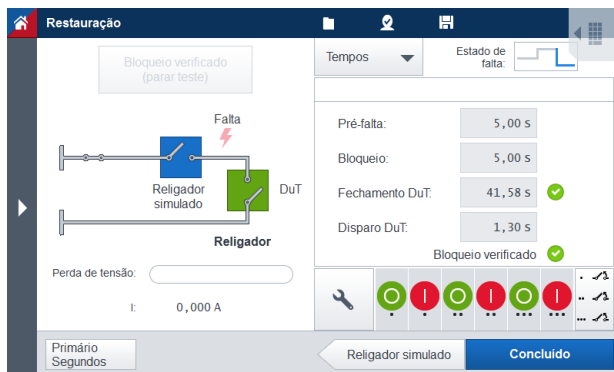 Restauração
Bloqueio verificado
(parar teste)
Falta
Religador
simulado
DuT
Religador
Perda de tensão:
I: 0,000 A
Tempos
Estado de
falta:
Pré-falta: 5,00 s
Bloqueio: 5,00 s
Fechamento DuT: 41,58 s
Disparo DuT: 1,30 s
Bloqueio verificado
Primário
Segundos
Religador simulado
Concluído